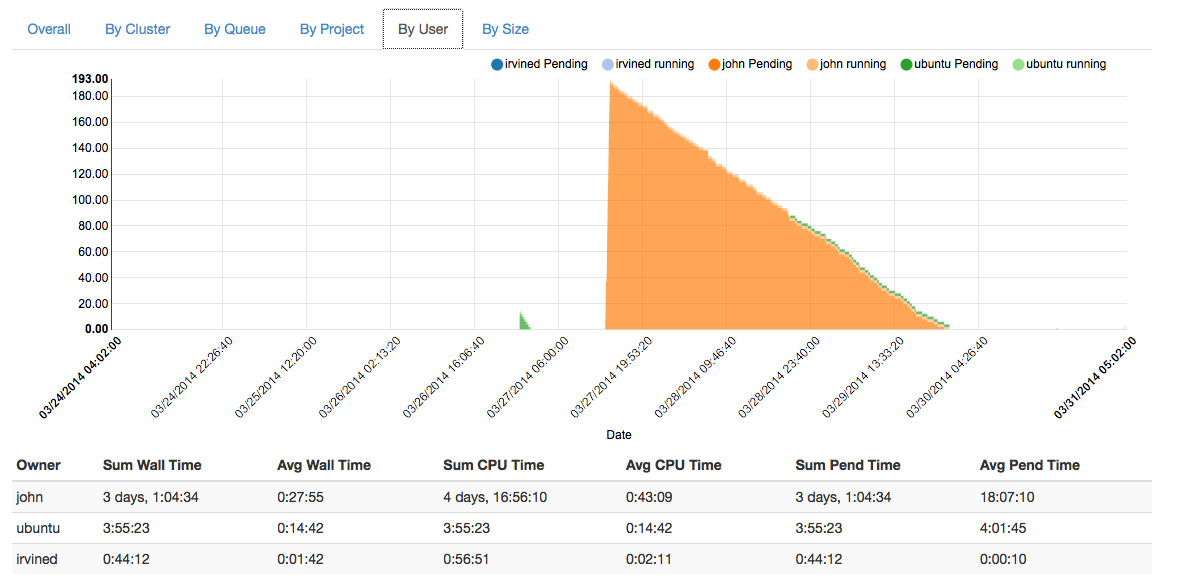 Overall By Cluster By Queue By Project By User By Size
irvined Pending irvined running john Pending john running ubuntu Pending ubuntu running
193.00
180.00
160.00
140.00
120.00
100.00
80.00
60.00
40.00
20.00
0.00
03/24/2014 04:02:00 03/24/2014 22:26:40 03/25/2014 12:20:00 03/26/2014 02:13:20 03/26/2014 16:06:40 03/27/2014 06:00:00 03/27/2014 19:53:20 03/28/2014 09:46:40 03/28/2014 23:40:00 03/29/2014 13:33:20 03/30/2014 04:26:40 03/31/2014 05:02:00
Date
Owner Sum Wall Time Avg Wall Time Sum CPU Time Avg CPU Time Sum Pend Time Avg Pend Time
john 3 days, 1:04:34 0:27:55 4 days, 16:56:10 0:43:09 3 days, 1:04:34 18:07:10
ubuntu 3:55:23 0:14:42 3:55:23 0:14:42 3:55:23 4:01:45
irvined 0:44:12 0:01:42 0:56:51 0:02:11 0:44:12 0:00:10